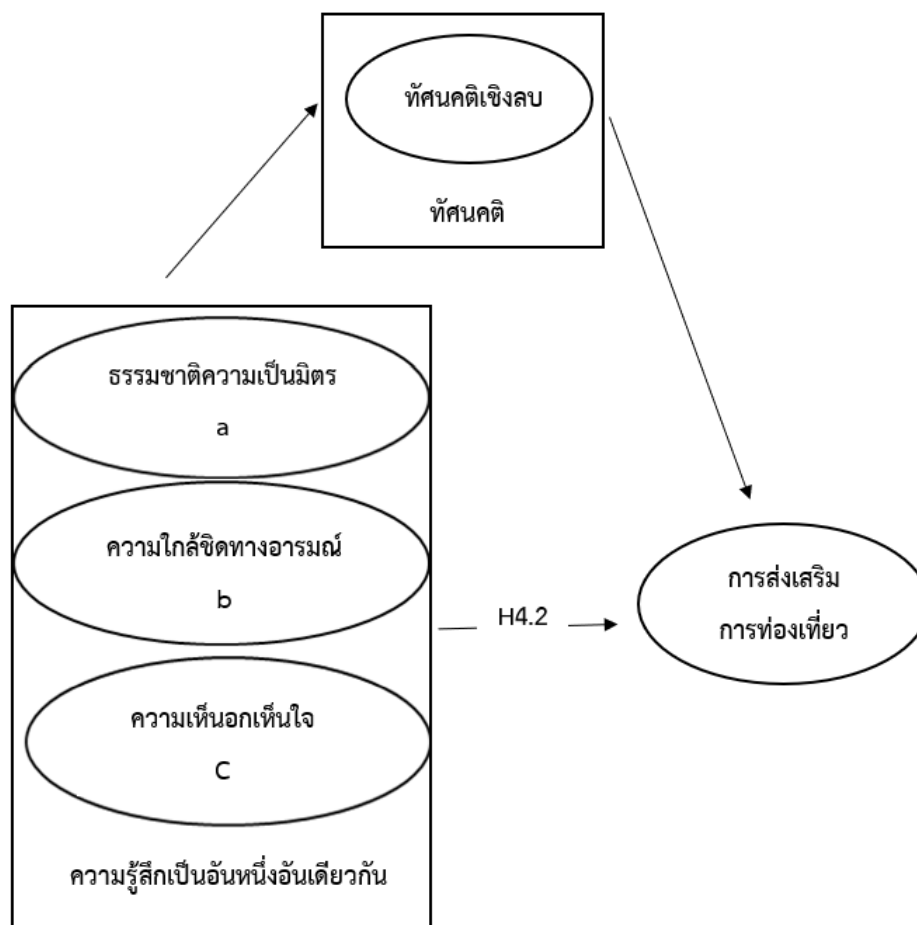 ทัศนคติเชิงลบ
ทัศนคติ
ธรรมชาติความเป็นมิตร
a
ความใกล้ชิดทางอารมณ์
b
ความเห็นอกเห็นใจ
C
ความรู้สึกเป็นอันหนึ่งอันเดียวกัน
H4.2
การส่งเสริม
การท่องเที่ยว